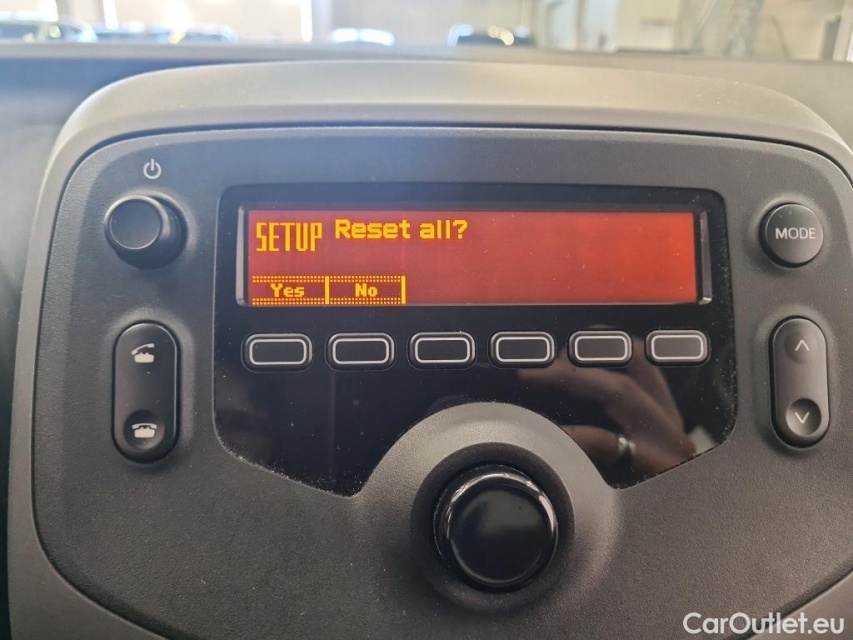 SETUP Reset all?
Yes No
MODE
CarOutlet.eu